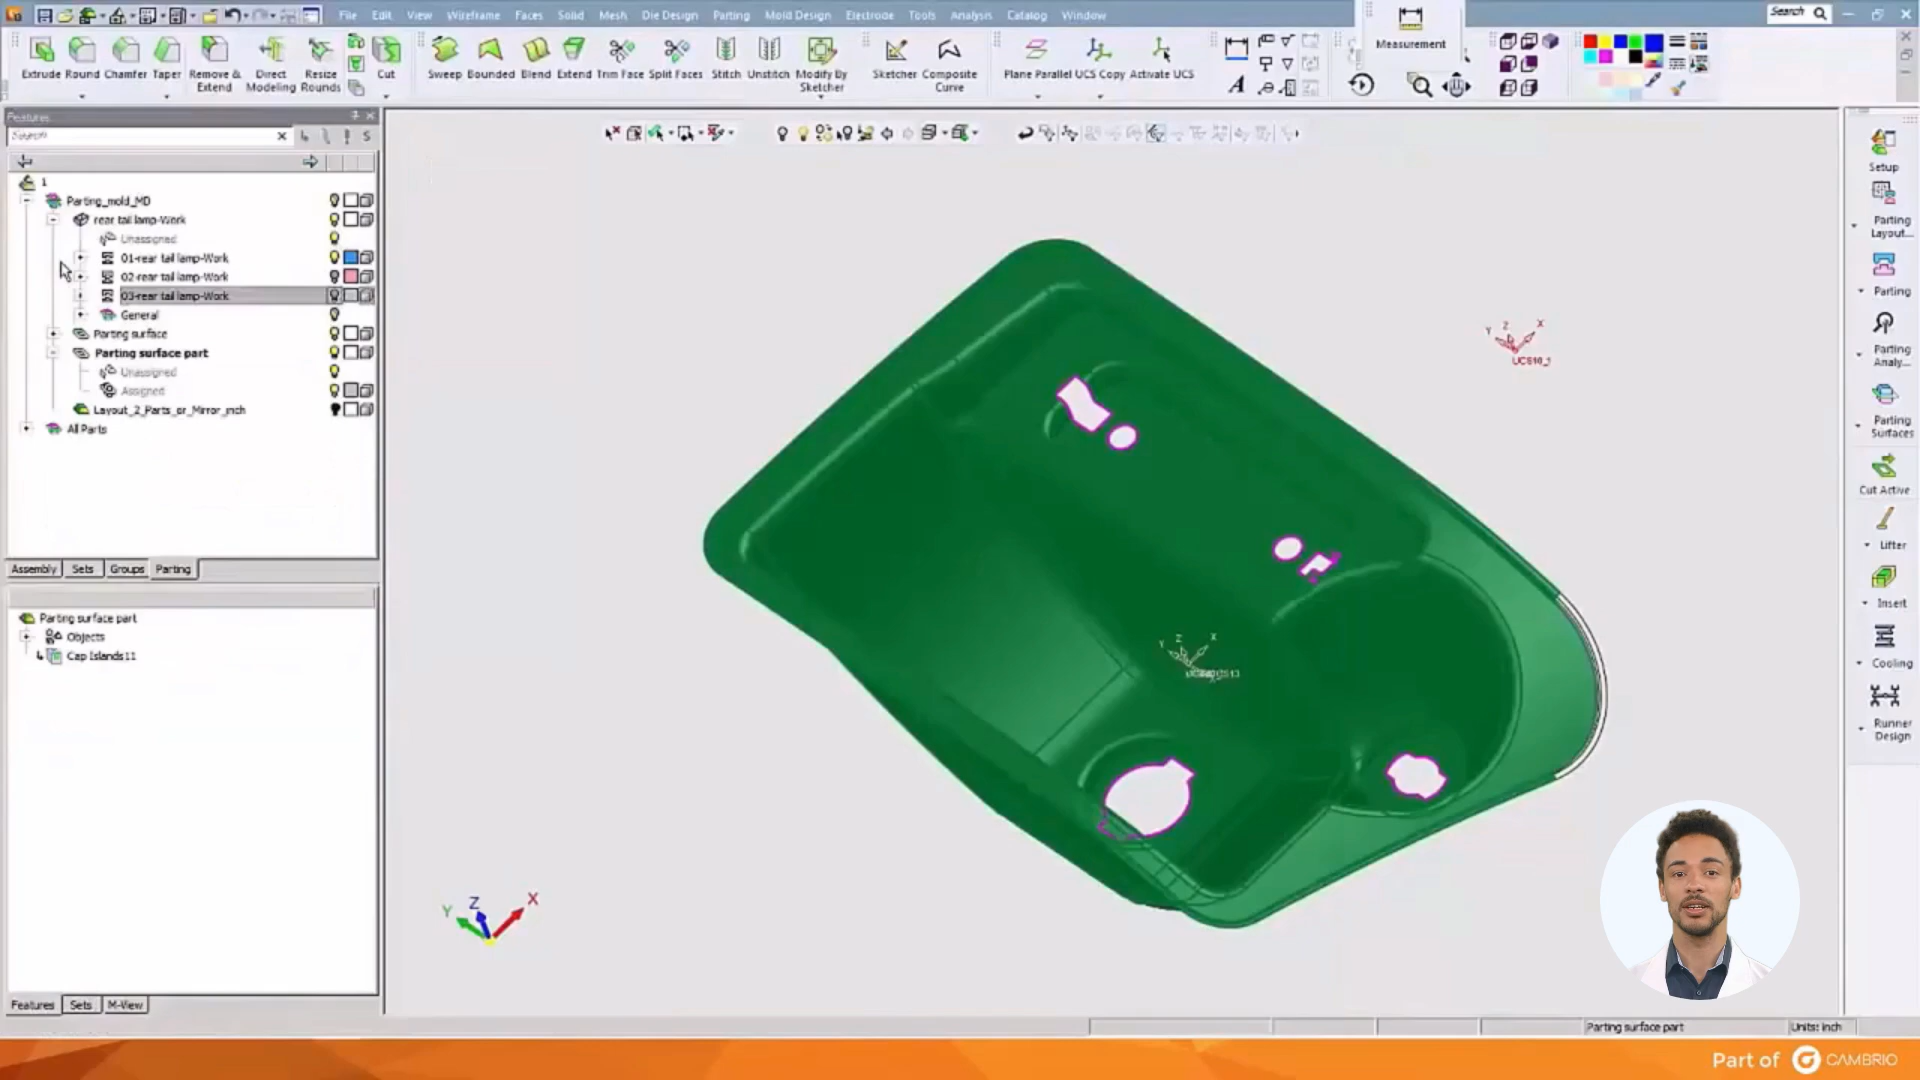 File Edit View Wireframe Faces Solid Mesh Die Design Parting Mold Design Electrode Tools Analysis Catalog Window
Search
Measurement
Extrude Round Chamfer Taper Remove & Extend Direct Modeling Resize Rounds Cut Sweep Bounded Blend Extend Trim Face Split Faces Stitch Unstitch Modify By Sketcher Sketcher Composite Curve Plane Parallel UCS Copy Activate UCS
Features
Search
1
Parting_mold_MD
rear tail lamp-Work
Unassigned
01-rear tail lamp-Work
02-rear tail lamp-Work
03-rear tail lamp-Work
General
Parting surface
Parting surface part
Unassigned
Assigned
Layout_2_Parts_or_Mirror_inch
All Parts
Assembly Sets Groups Parting
Parting surface part
Objects
Cap Islands11
Features Sets M-View
Z X Y
UCS10_1
Y Z X
Y Z X
Setup
Parting Layout...
Parting
Parting Analy...
Parting Surfaces
Cut Active
Lifter
Insert
Cooling
Runner Design
Parting surface part
Units: inch
Part of CAMBRIO